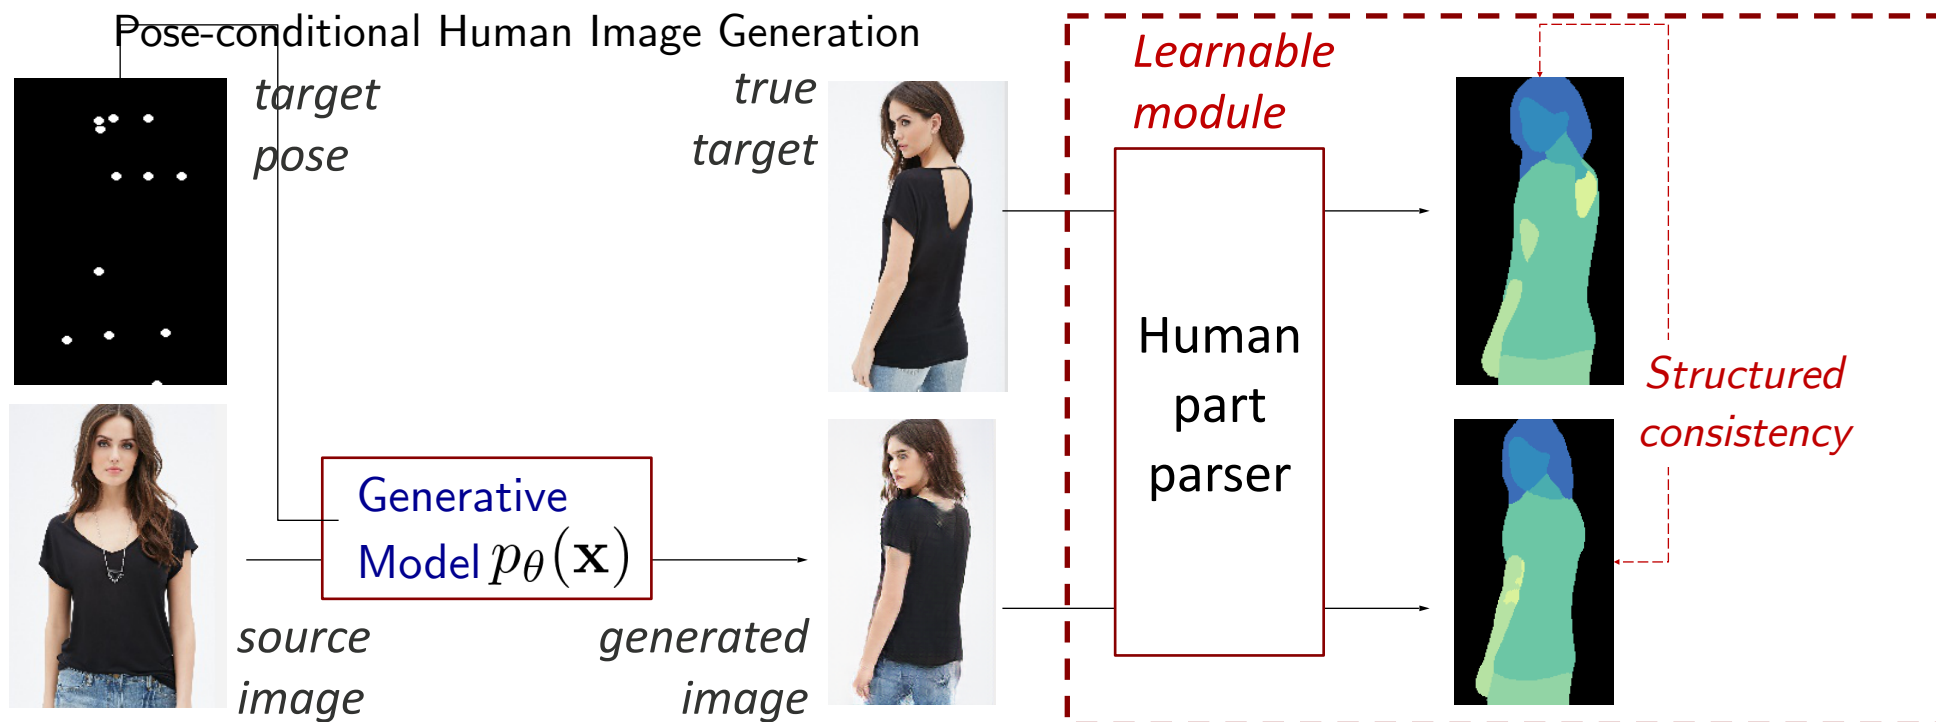 Pose-conditional Human Image Generation
target
pose
true
target
Learnable
module
Human
part
parser
Structured
consistency
Generative
Model pθ(x)
source
image
generated
image